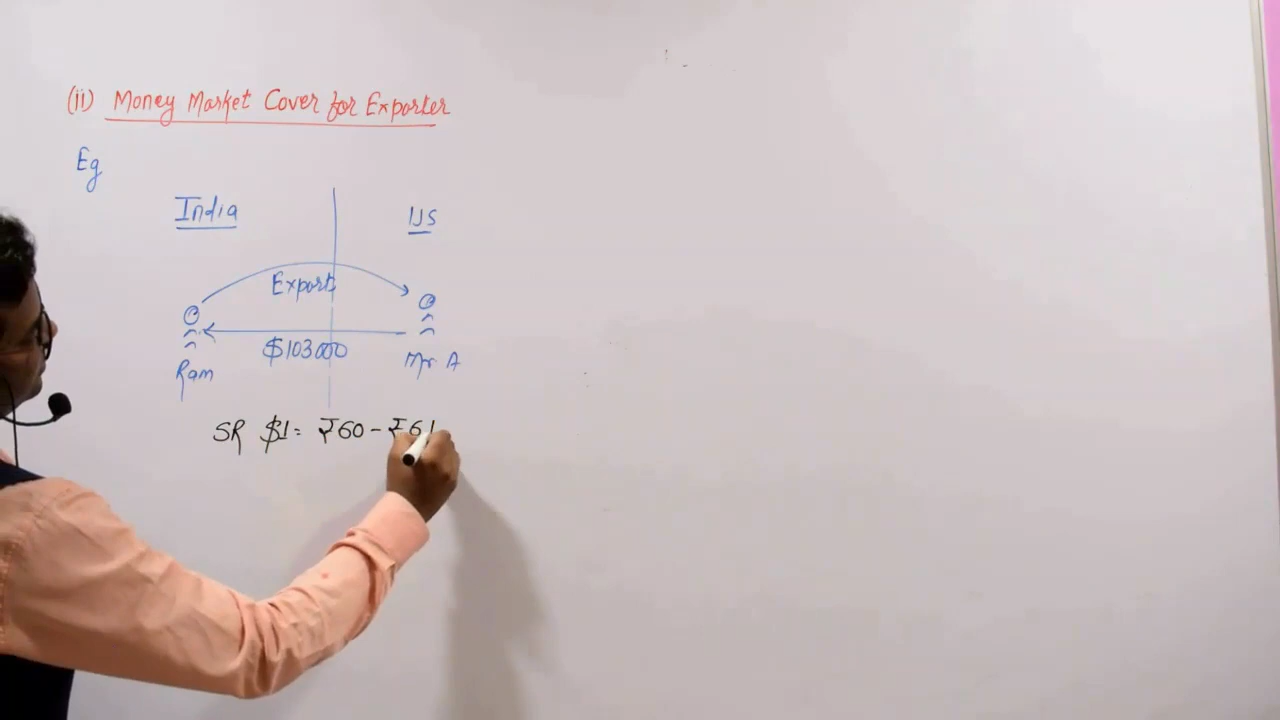 (ii) Money Market Cover for Exporter
Eg
India US
Export
$103000
Ram Mr A
SR $1 = ₹60 - ₹61